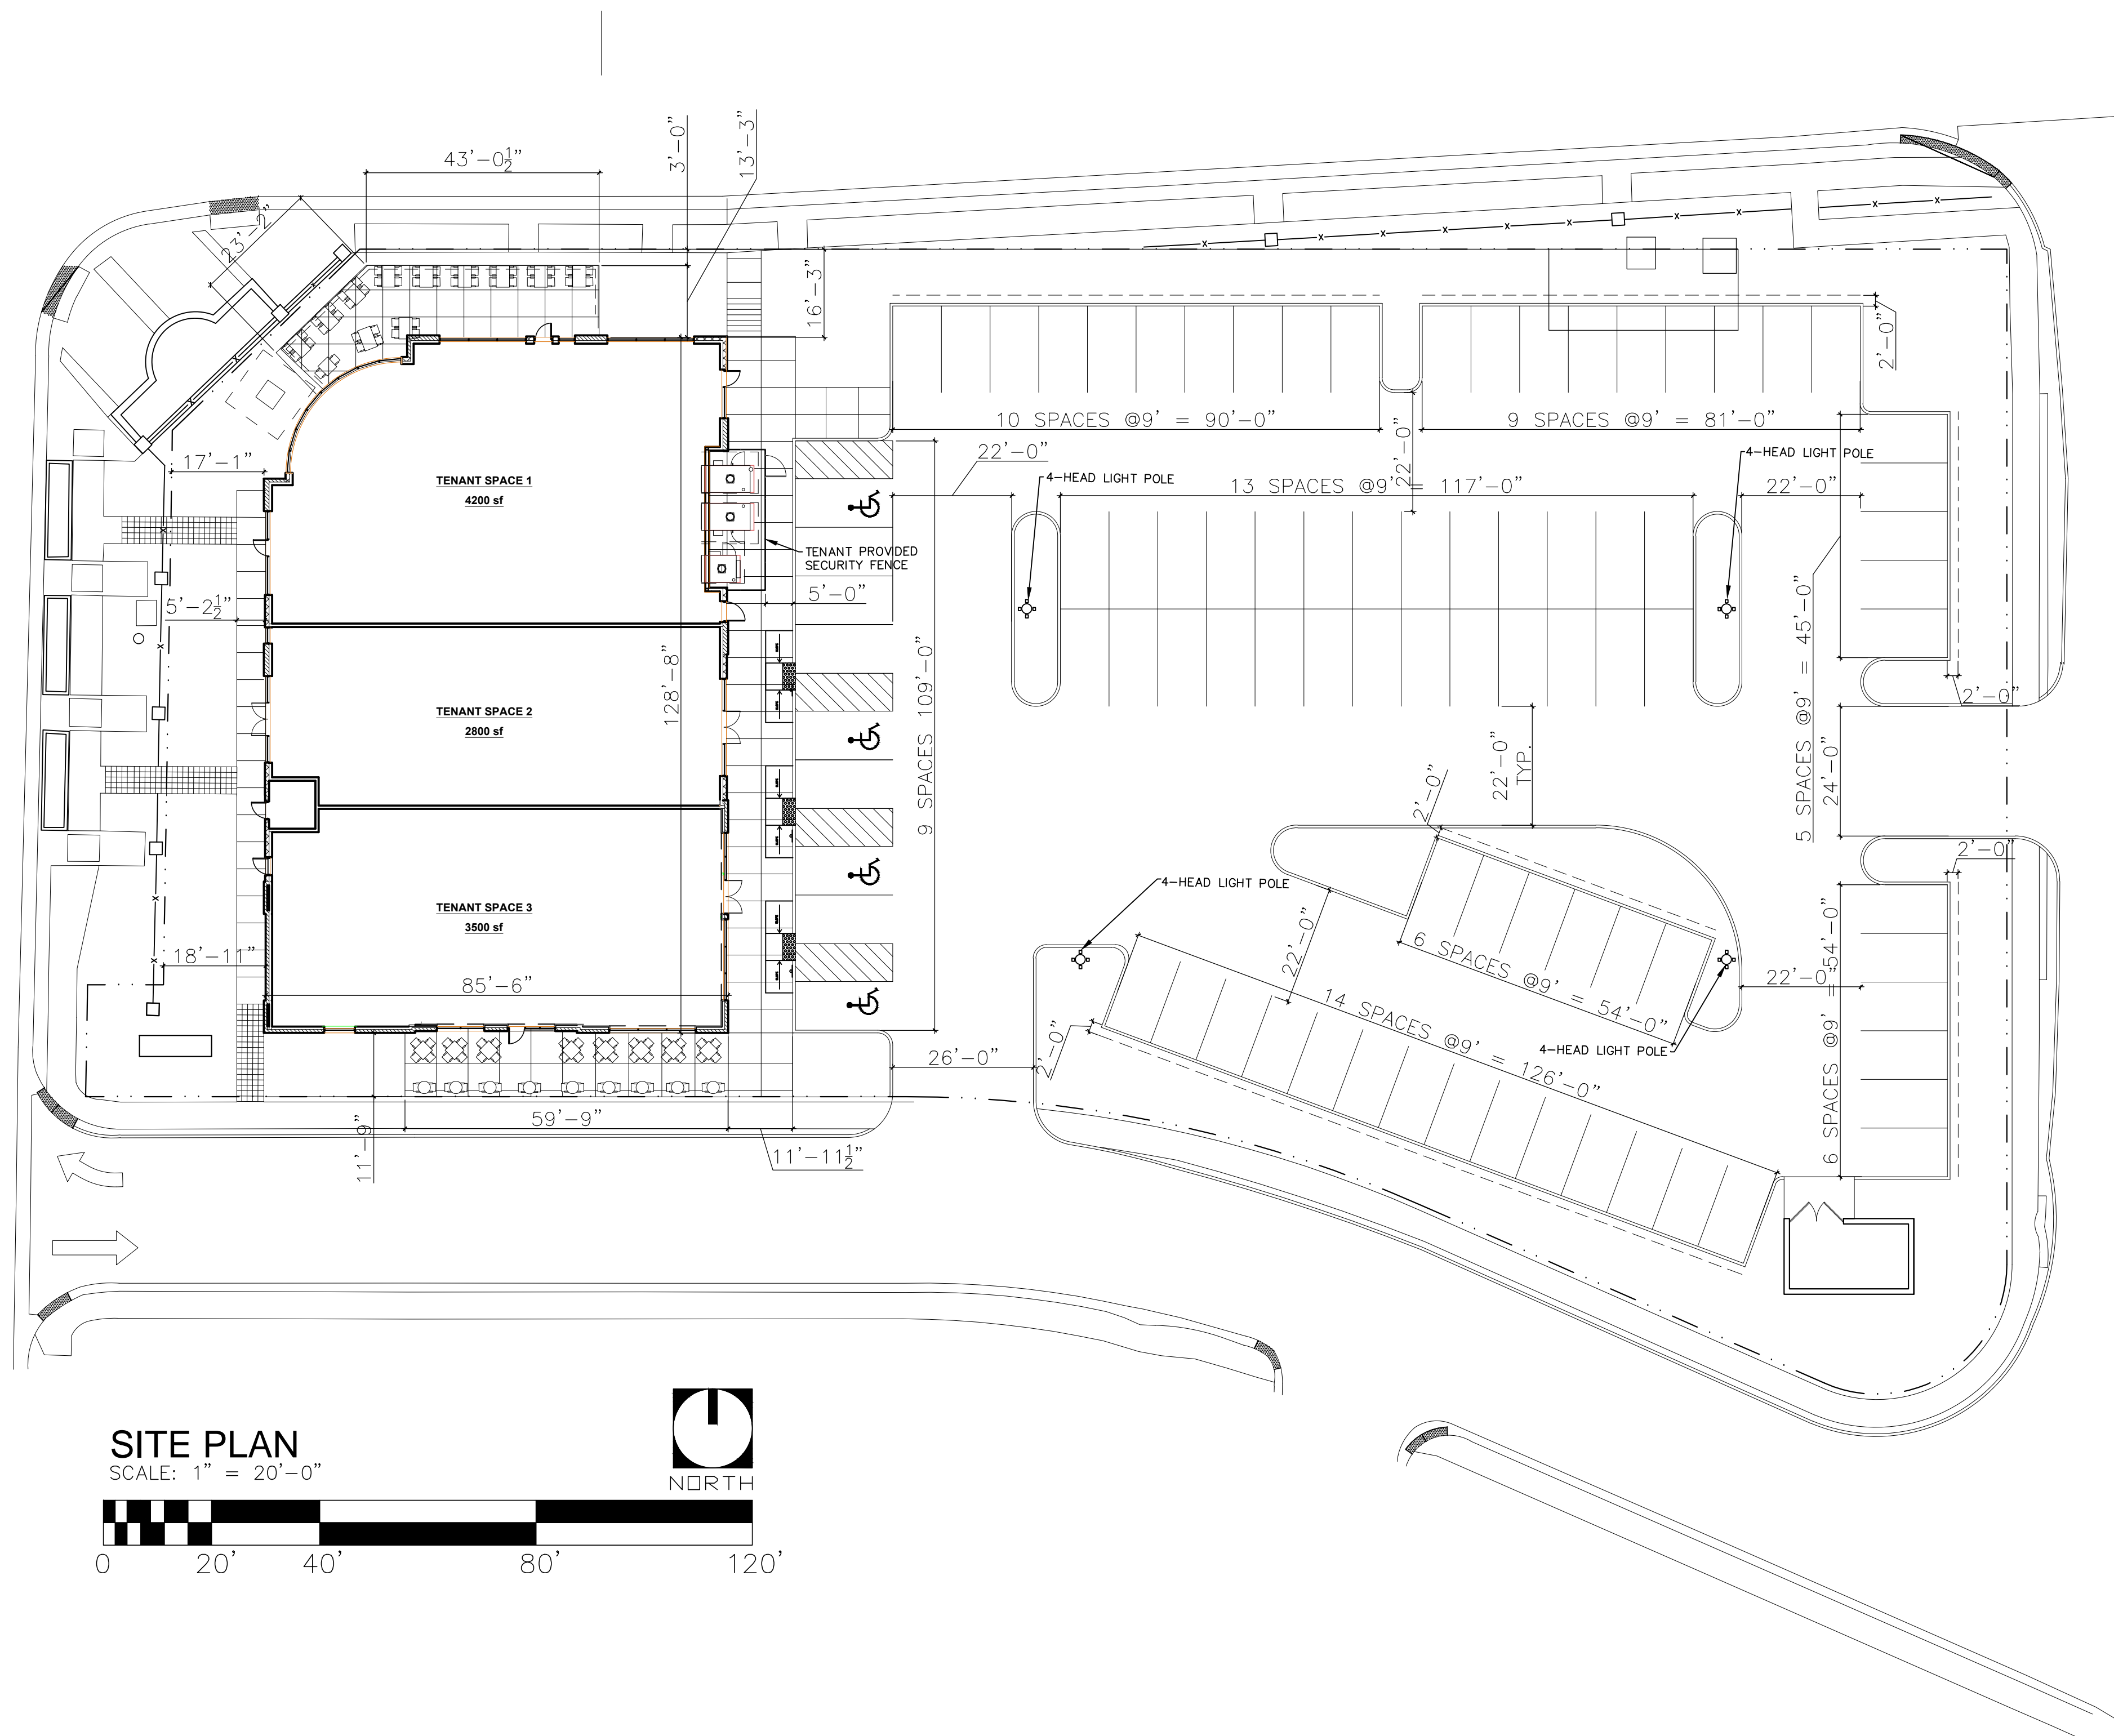 43'-0½"
3'-0"
13'-3"
23'-2"
16'-3"
2'-0"
10 SPACES @9' = 90'-0"
9 SPACES @9' = 81'-0"
22'-0"
22'-0"
4-HEAD LIGHT POLE
4-HEAD LIGHT POLE
17'-1"
13 SPACES @9' = 117'-0"
22'-0"
TENANT SPACE 1
4200 sf
TENANT PROVIDED
SECURITY FENCE
5'-0"
5'-2½"
5 SPACES @9' = 45'-0"
9 SPACES 109'-0"
128'-8"
2'-0"
TENANT SPACE 2
2800 sf
22'-0"
TYP.
24'-0"
2'-0"
2'-0"
4-HEAD LIGHT POLE
TENANT SPACE 3
3500 sf
22'-0"
6 SPACES @9' = 54'-0"
6 SPACES @9' = 54'-0"
18'-11"
85'-6"
22'-0"
14 SPACES @9' = 126'-0"
4-HEAD LIGHT POLE
26'-0"
2'-0"
59'-9"
11'-9"
11'-11½"
SITE PLAN
SCALE: 1" = 20'-0"
NORTH
0 20' 40' 80' 120'